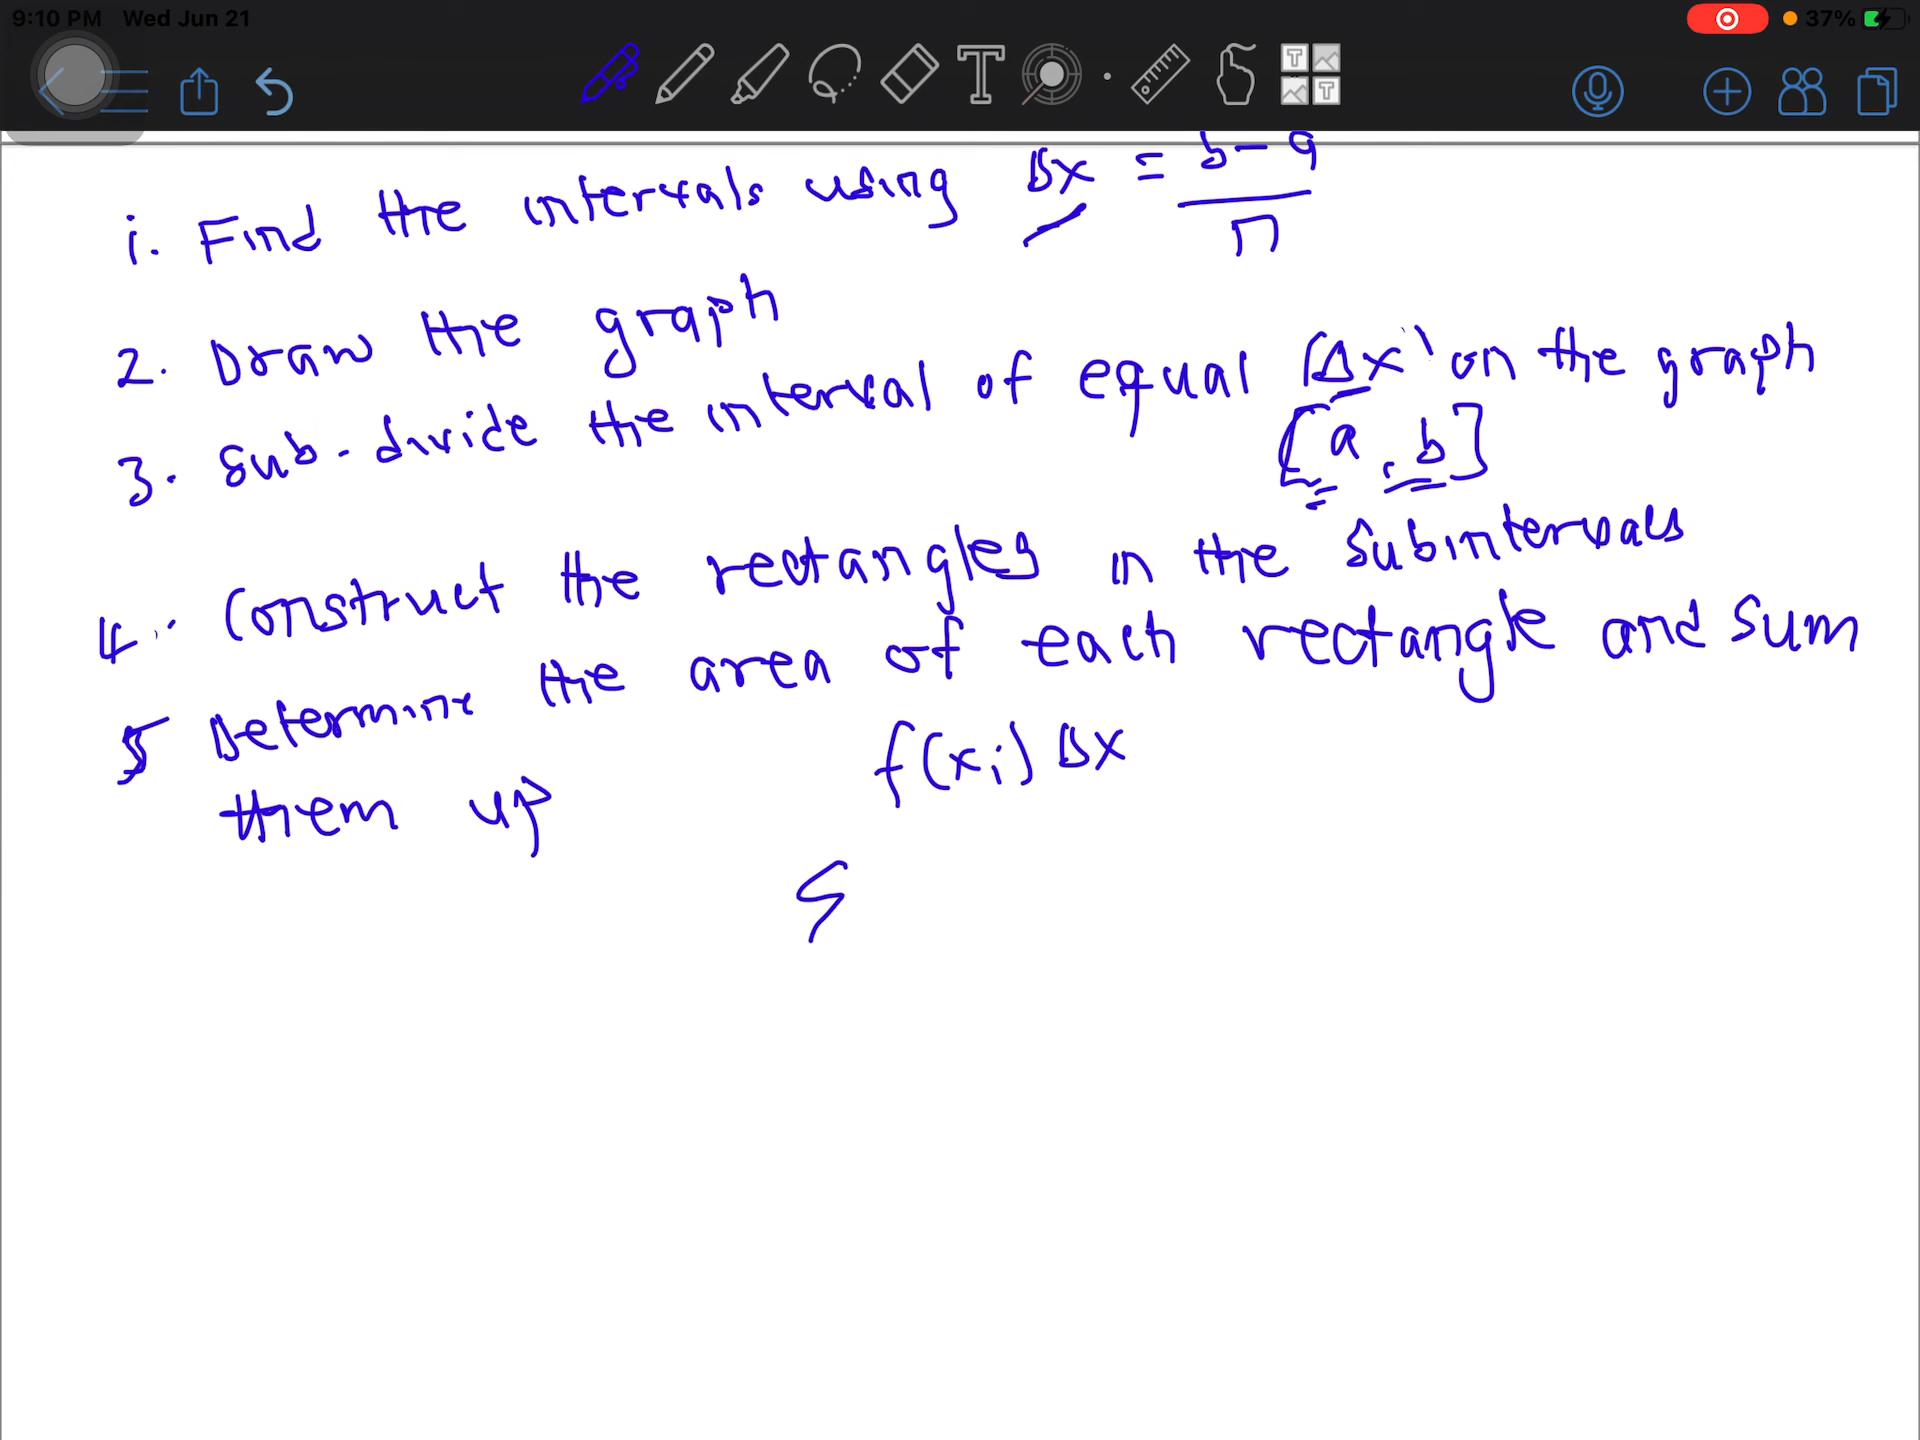 9:10 PM Wed Jun 21
37%
i. Find the intervals using Δx = b-a / n
2. Draw the graph
3. Sub-divide the interval of equal 'Δx' on the graph
[a, b]
4. Construct the rectangles in the subintervals
5 Determine the area of each rectangle and sum
them up f(xi) Δx